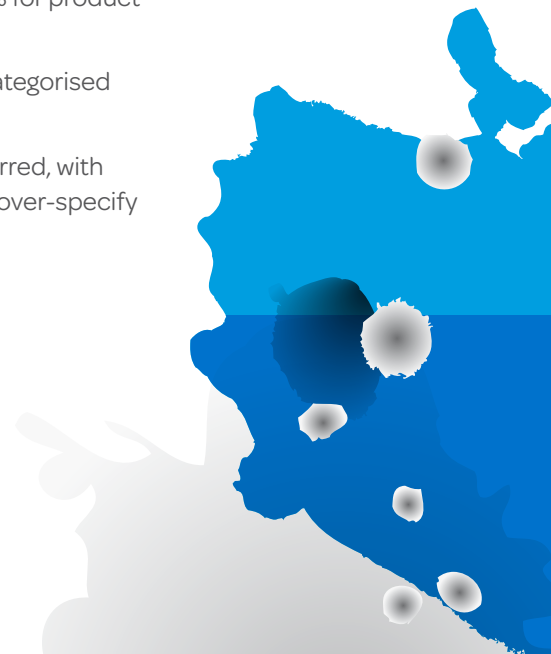 for product
ategorised
rred, with
over-specify